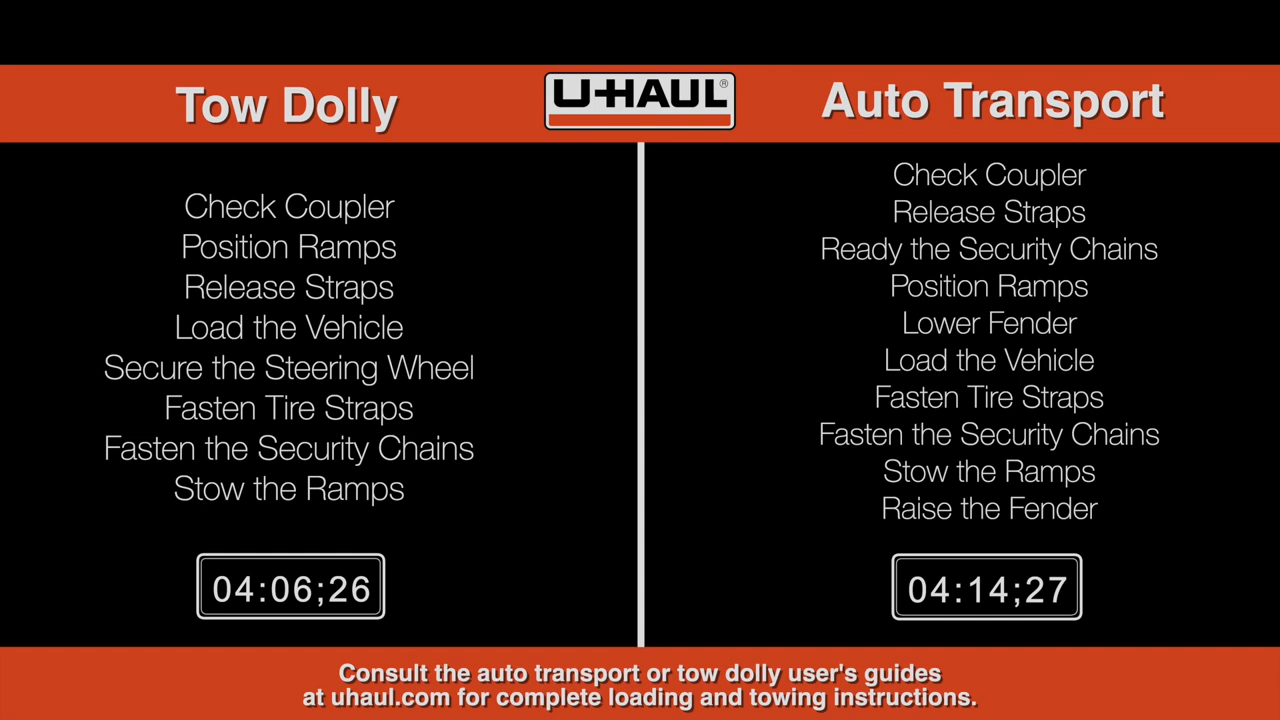 Tow Dolly
U-HAUL®
Auto Transport
Check Coupler
Position Ramps
Release Straps
Load the Vehicle
Secure the Steering Wheel
Fasten Tire Straps
Fasten the Security Chains
Stow the Ramps
04:06;26
Check Coupler
Release Straps
Ready the Security Chains
Position Ramps
Lower Fender
Load the Vehicle
Fasten Tire Straps
Fasten the Security Chains
Stow the Ramps
Raise the Fender
04:14;27
Consult the auto transport or tow dolly user's guides
at uhaul.com for complete loading and towing instructions.